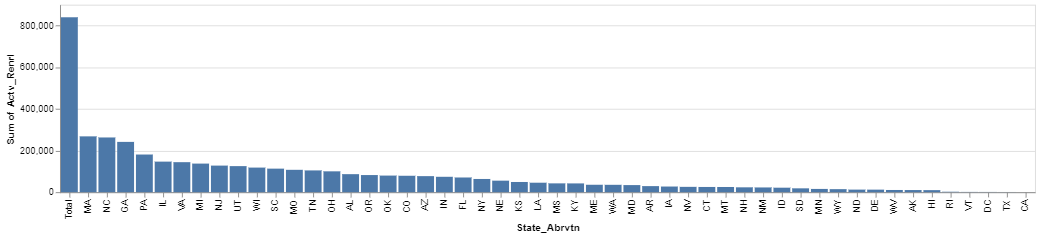 Sum of Actv_Renrl
800,000
600,000
400,000
200,000
0
Total MA NC GA PA IL VA MI NJ UT WI SC MO TN OH AL OR OK CO AZ IN FL NY NE KS LA MS KY ME WA MD AR IA NV CT MT NH NM ID SD MN WY ND DE WV AK HI RI VT DC TX CA
State_Abrvtn